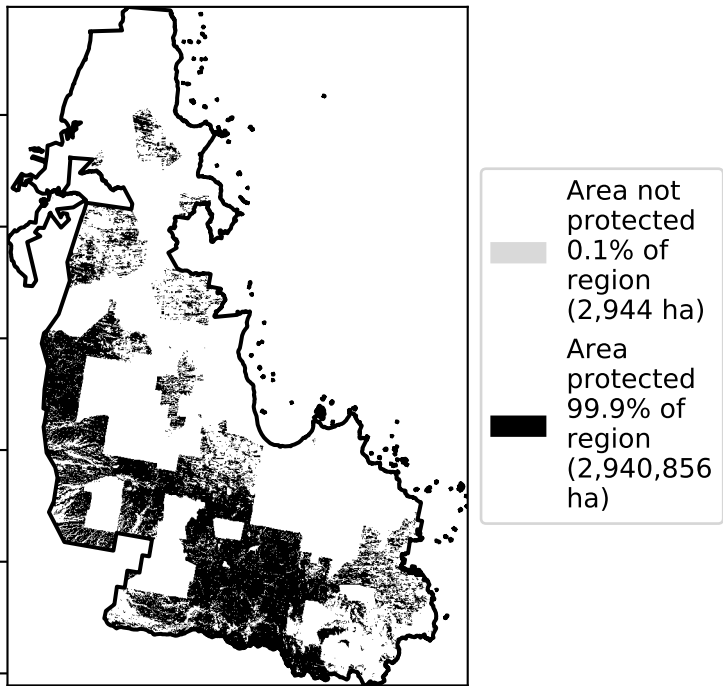 Area not
protected
0.1% of
region
(2,944 ha)
Area
protected
99.9% of
region
(2,940,856
ha)